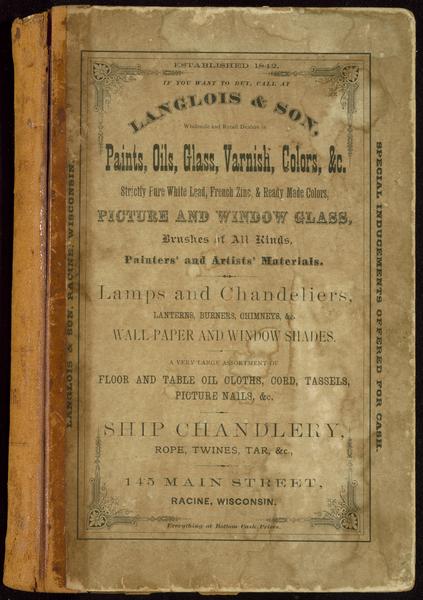 ESTABLISHED 1842.
IF YOU WANT TO BUY, CALL AT
LANGLOIS & SON,
Wholesale and Retail Dealers in
Paints, Oils, Glass, Varnish, Colors, &c.
Strictly Pure White Lead, French Zinc, & Ready Made Colors,
PICTURE AND WINDOW GLASS,
Brushes of All Kinds,
Painters' and Artists' Materials.
Lamps and Chandeliers,
LANTERNS, BURNERS, CHIMNEYS, &c.
WALL PAPER AND WINDOW SHADES.
A VERY LARGE ASSORTMENT OF
FLOOR AND TABLE OIL CLOTHS, CORD, TASSELS,
PICTURE NAILS, &c.
SHIP CHANDLERY,
ROPE, TWINES, TAR, &c.,
145 MAIN STREET,
RACINE, WISCONSIN.
Everything at Bottom Cash Prices.
LANGLOIS & SON, RACINE, WISCONSIN.
SPECIAL INDUCEMENTS OFFERED FOR CASH.